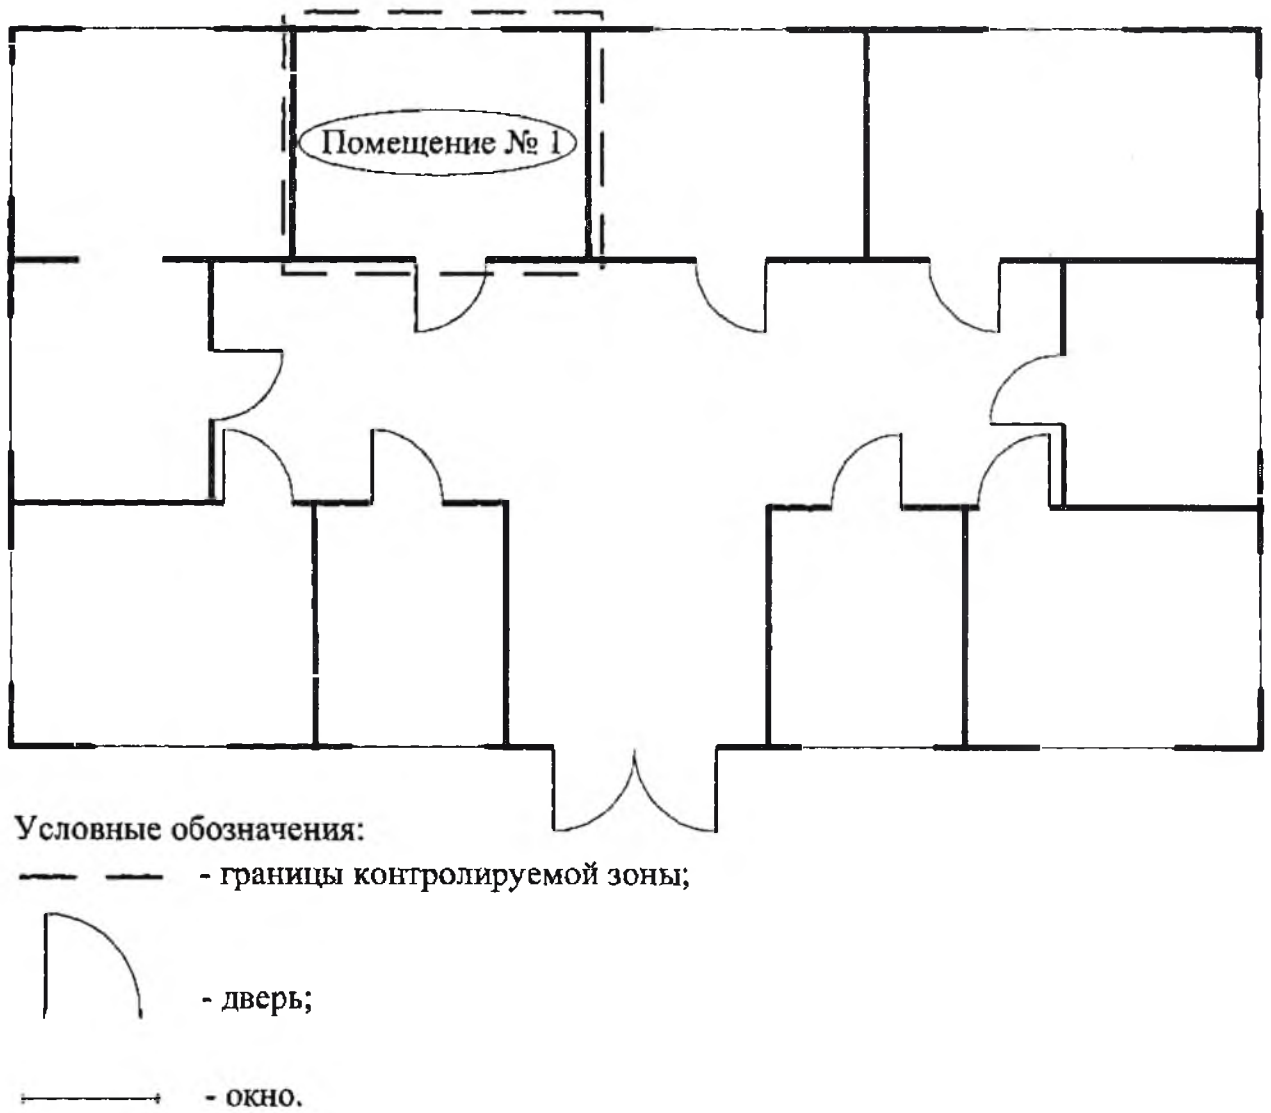 Помещение № 1
Условные обозначения:
- границы контролируемой зоны;
- дверь;
- окно.